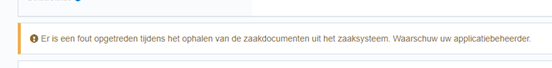 Er is een fout opgetreden tijdens het ophalen van de zaakdocumenten uit het zaaksysteem. Waarschuw uw applicatiebeheerder.